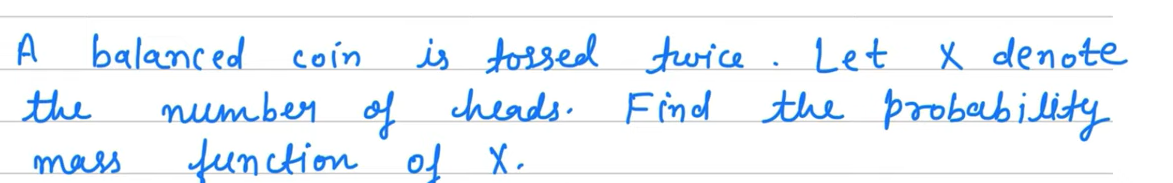 A balanced coin is tossed twice. Let X denote
the number of heads. Find the probability
mass function of X.